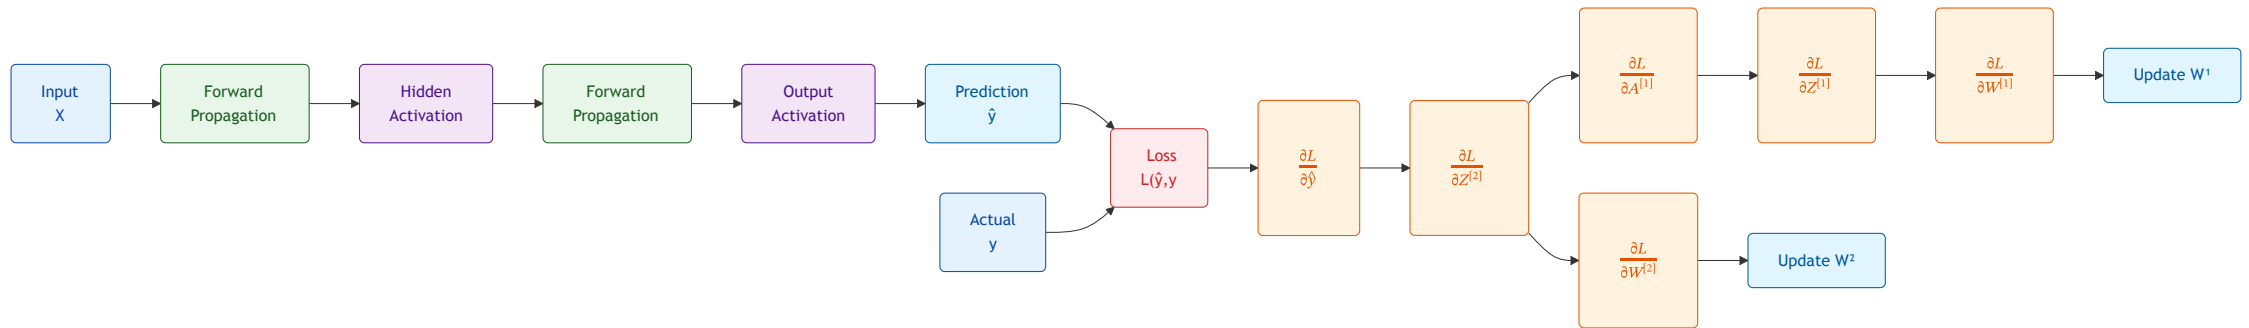 Input
X
Forward
Propagation
Hidden
Activation
Forward
Propagation
Output
Activation
Prediction
ŷ
Actual
y
Loss
L(ŷ,y
∂L
∂ŷ
∂L
∂Z[2]
∂L
∂A[1]
∂L
∂Z[1]
∂L
∂W[1]
Update W¹
∂L
∂W[2]
Update W²